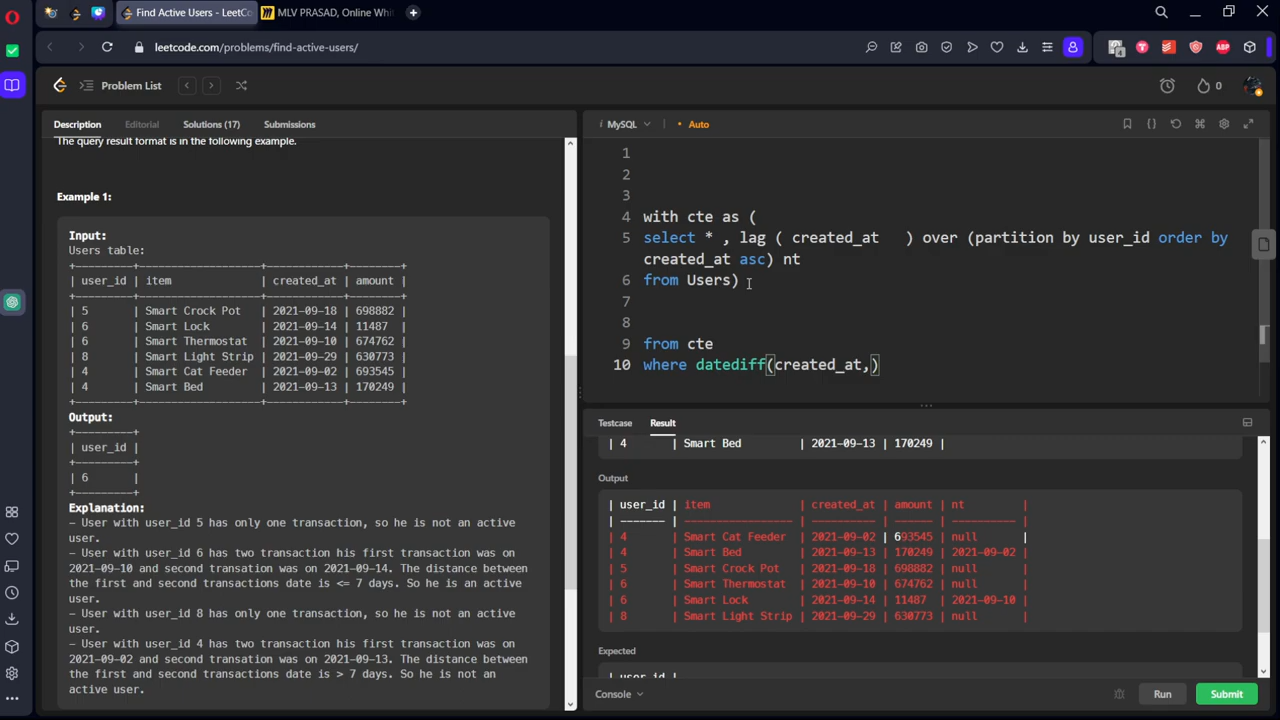 Find Active Users - LeetCo
MLV PRASAD, Online Whit
leetcode.com/problems/find-active-users/
4
ABP
Problem List
0
Description Editorial Solutions (17) Submissions
The query result format is in the following example.
Example 1:
Input:
Users table:
+---------+--------------------+------------+--------+
| user_id | item | created_at | amount |
+---------+--------------------+------------+--------+
| 5 | Smart Crock Pot | 2021-09-18 | 698882 |
| 6 | Smart Lock | 2021-09-14 | 11487 |
| 6 | Smart Thermostat | 2021-09-10 | 674762 |
| 8 | Smart Light Strip | 2021-09-29 | 630773 |
| 4 | Smart Cat Feeder | 2021-09-02 | 693545 |
| 4 | Smart Bed | 2021-09-13 | 170249 |
+---------+--------------------+------------+--------+
Output:
+---------+
| user_id |
+---------+
| 6 |
+---------+
Explanation:
– User with user_id 5 has only one transaction, so he is not an active
user.
– User with user_id 6 has two transaction his first transaction was on
2021-09-10 and second transation was on 2021-09-14. The distance between
the first and second transactions date is <= 7 days. So he is an active
user.
– User with user_id 8 has only one transaction, so he is not an active
user.
– User with user_id 4 has two transaction his first transaction was on
2021-09-02 and second transation was on 2021-09-13. The distance between
the first and second transactions date is > 7 days. So he is not an
active user.
i MySQL • Auto
1
2
3
4 with cte as (
5 select * , lag ( created_at ) over (partition by user_id order by
created_at asc) nt
6 from Users)
7
8
9 from cte
10 where datediff(created_at,)
Testcase Result
| 4 | Smart Bed | 2021-09-13 | 170249 |
Output
| user_id | item | created_at | amount | nt |
| ------- | ----------------- | ---------- | ------ | ---------- |
| 4 | Smart Cat Feeder | 2021-09-02 | 693545 | null |
| 4 | Smart Bed | 2021-09-13 | 170249 | 2021-09-02 |
| 5 | Smart Crock Pot | 2021-09-18 | 698882 | null |
| 6 | Smart Thermostat | 2021-09-10 | 674762 | null |
| 6 | Smart Lock | 2021-09-14 | 11487 | 2021-09-10 |
| 8 | Smart Light Strip | 2021-09-29 | 630773 | null |
Expected
| user_id |
Console Run Submit